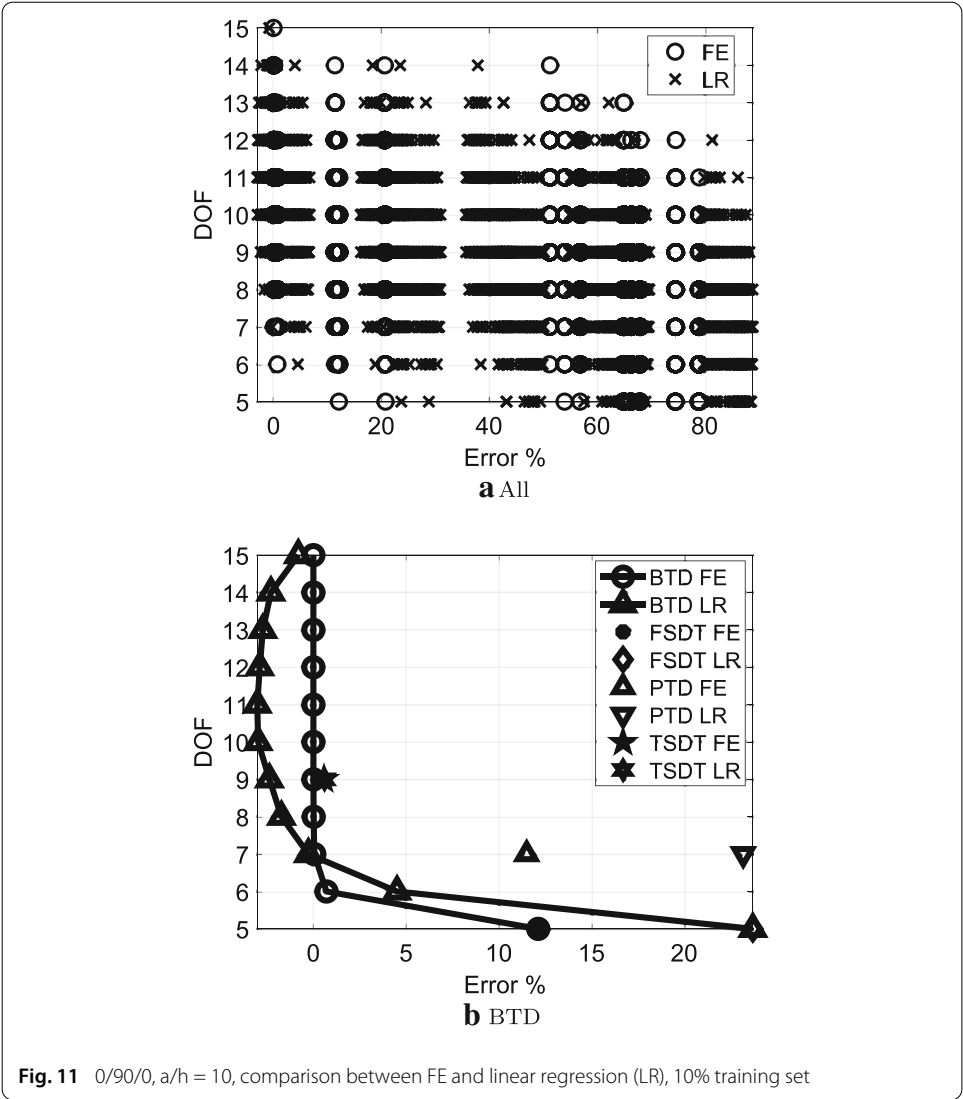 15
14
13
12
11
10
9
8
7
6
5
DOF
0
20
40
60
80
Error %
FE
LR
a All
15
14
13
12
11
10
9
8
7
6
5
DOF
0
5
10
15
20
Error %
BTD FE
BTD LR
FSDT FE
FSDT LR
PTD FE
PTD LR
TSDT FE
TSDT LR
b BTD
Fig. 11 0/90/0, a/h = 10, comparison between FE and linear regression (LR), 10% training set